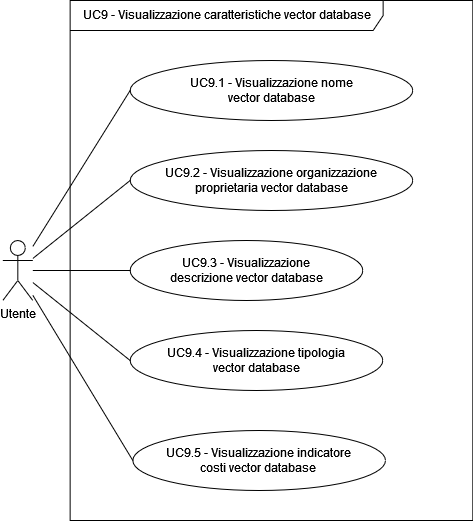 UC9 - Visualizzazione caratteristiche vector database
UC9.1 - Visualizzazione nome
vector database
UC9.2 - Visualizzazione organizzazione
proprietaria vector database
UC9.3 - Visualizzazione
descrizione vector database
Utente
UC9.4 - Visualizzazione tipologia
vector database
UC9.5 - Visualizzazione indicatore
costi vector database